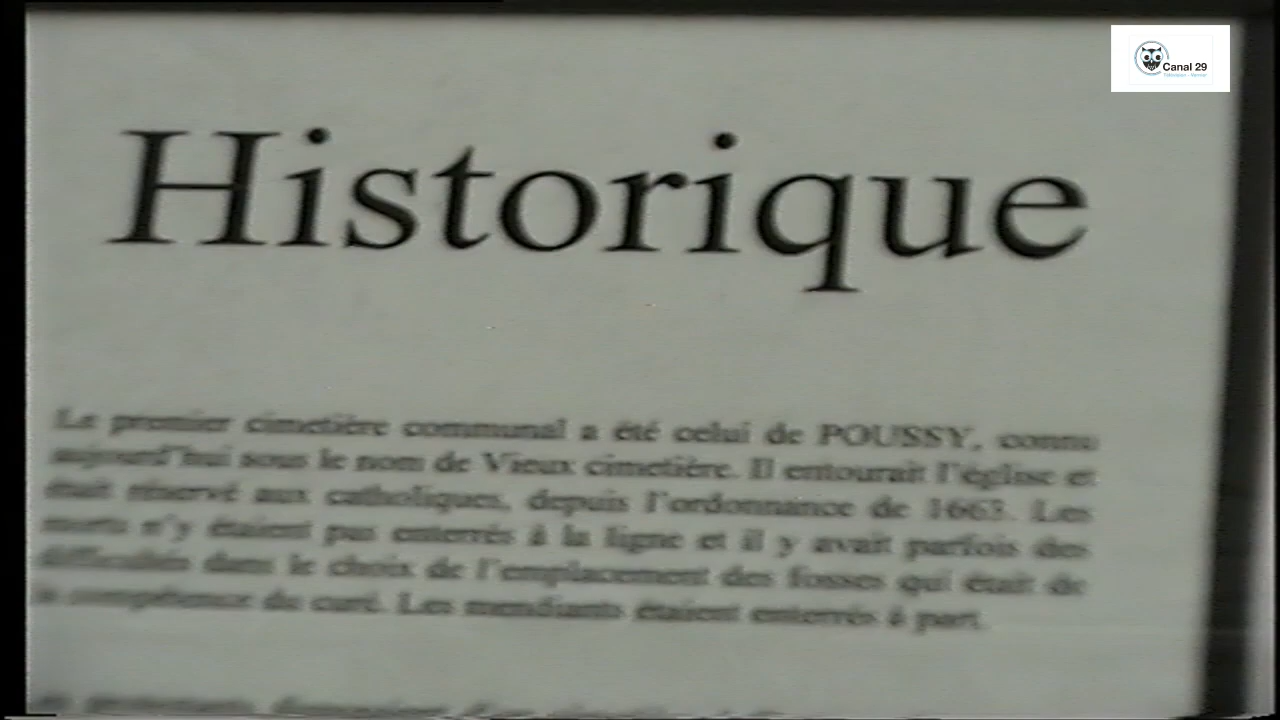 Canal 29
Historique
Le premier cimetière communal a été celui de POUSSY, connu
aujourd'hui sous le nom de Vieux cimetière. Il entourait l'église et
était réservé aux catholiques, depuis l'ordonnance de 1663. Les
morts n'y étaient pas enterrés à la ligne et il y avait parfois des
difficultés dans le choix de l'emplacement des fosses qui était de
la compétence du curé. Les mendiants étaient enterrés à part.